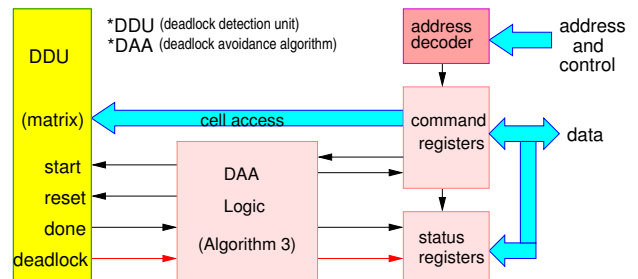 *DDU (deadlock detection unit)
*DAA (deadlock avoidance algorithm)
DDU
(matrix)
start
reset
done
deadlock
cell access
DAA
Logic
(Algorithm 3)
address
decoder
command
registers
status
registers
address
and
control
data